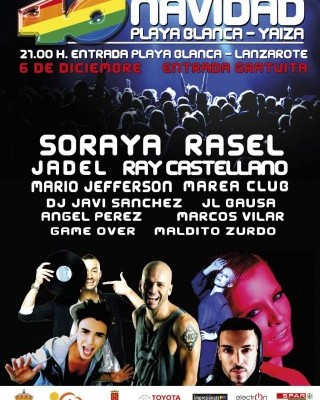 NAVIDAD
PLAYA BLANCA - YAIZA
21.00 H. ENTRADA PLAYA BLANCA - LANZAROTE
6 DE DICIEMBRE ENTRADA GRATUITA
SORAYA RASEL
JADEL RAY CASTELLANO
MARIO JEFFERSON MAREA CLUB
DJ JAVI SANCHEZ JL BAUSA
ANGEL PEREZ MARCOS VILAR
GAME OVER MALDITO ZURDO
TOYOTA
electrón
SPAR